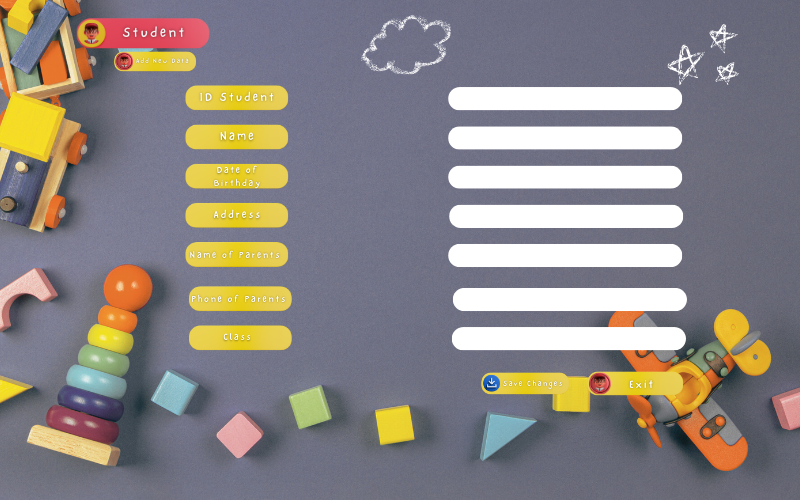 Student
Add New Data
ID Student
Name
Date of
Birthday
Address
Name of Parents
Phone of Parents
Class
Save Changes
Exit